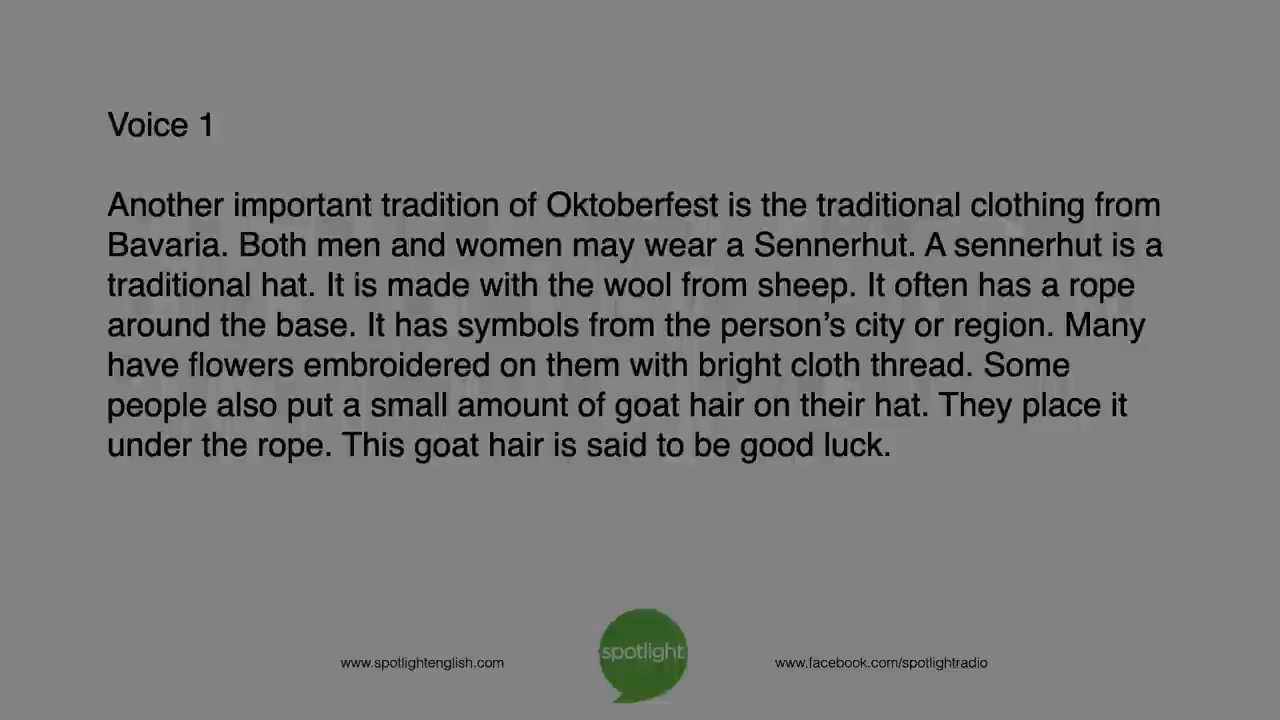 Voice 1
Another important tradition of Oktoberfest is the traditional clothing from
Bavaria. Both men and women may wear a Sennerhut. A sennerhut is a
traditional hat. It is made with the wool from sheep. It often has a rope
around the base. It has symbols from the person’s city or region. Many
have flowers embroidered on them with bright cloth thread. Some
people also put a small amount of goat hair on their hat. They place it
under the rope. This goat hair is said to be good luck.
www.spotlightenglish.com
spotlight
www.facebook.com/spotlightradio